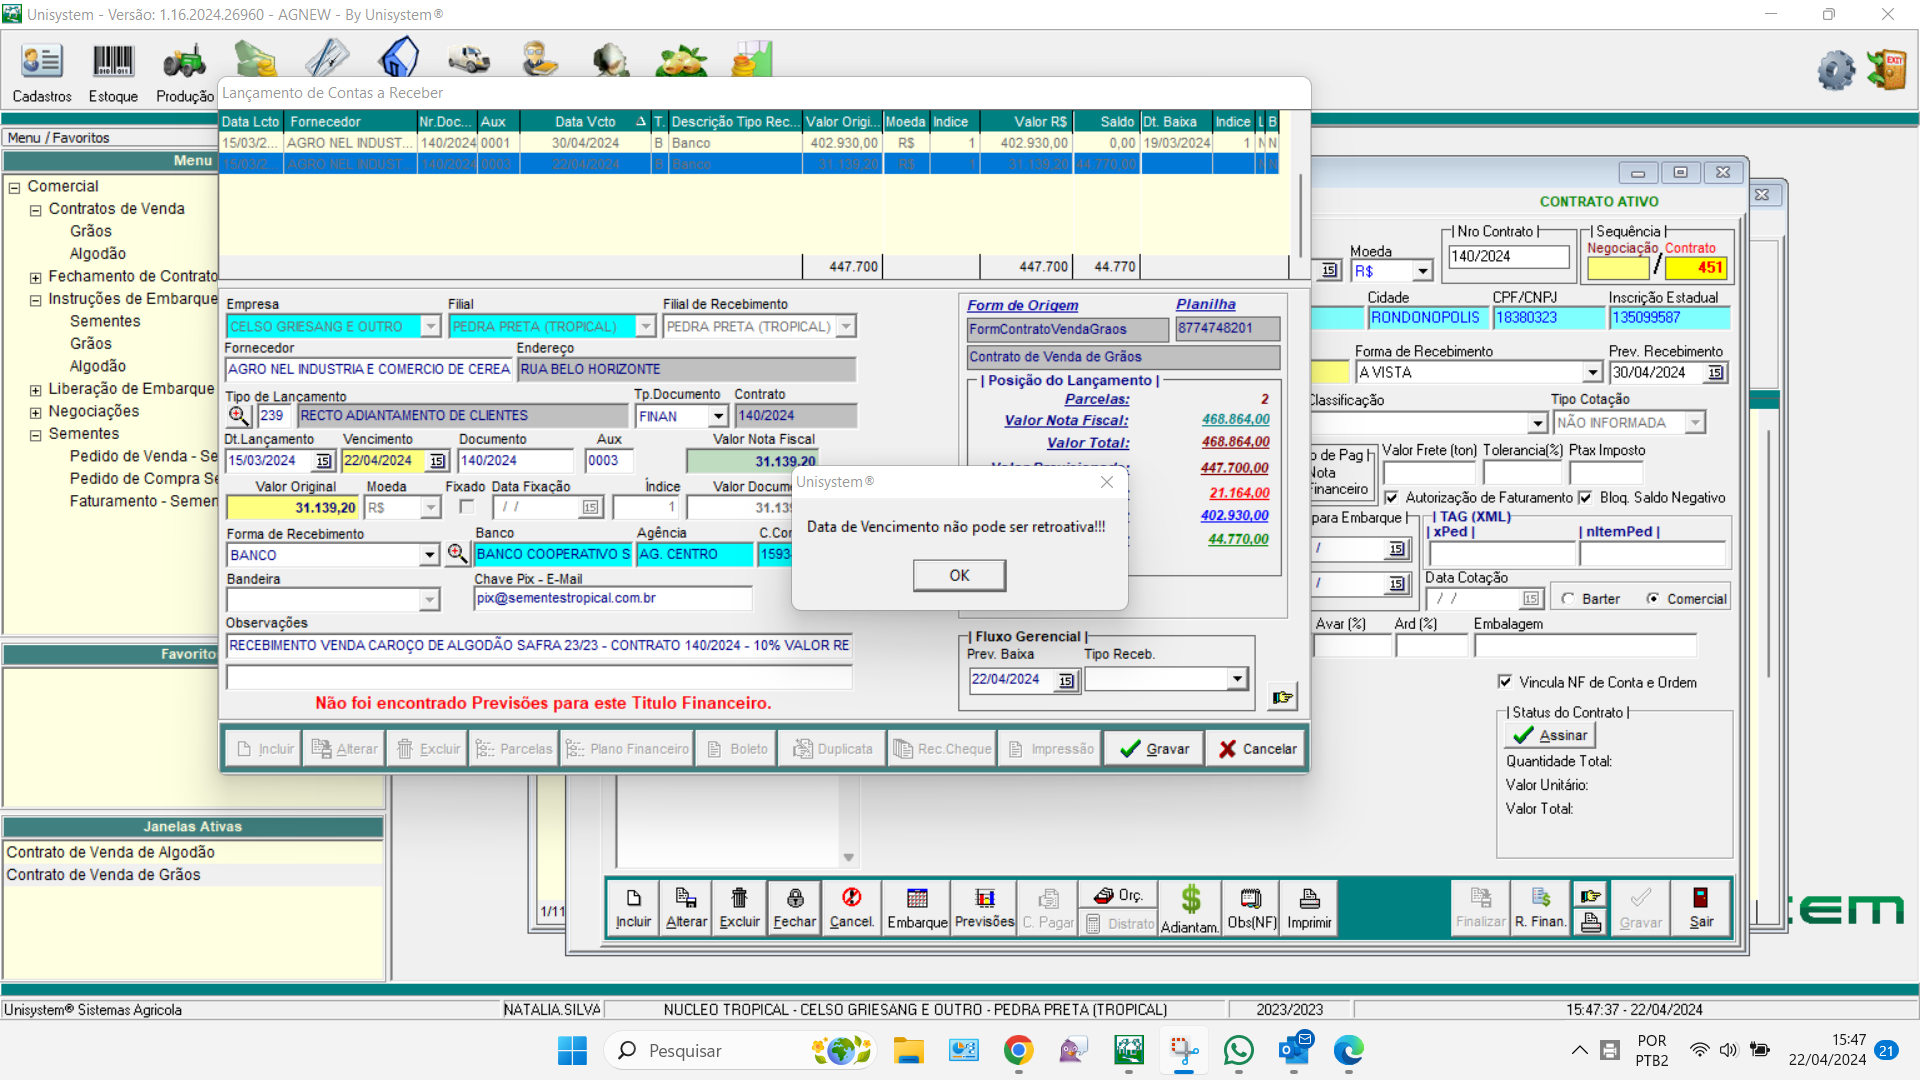 Unisystem - Versão: 1.16.2024.26960 - AGNEW - By Unisystem®
Cadastros
Estoque
Produção
Menu / Favoritos
Menu
Comercial
Contratos de Venda
Grãos
Algodão
Fechamento de Contrato
Instruções de Embarque
Sementes
Grãos
Algodão
Liberação de Embarque
Negociações
Sementes
Pedido de Venda - Se
Pedido de Compra Se
Faturamento - Semen
Favorito
Janelas Ativas
Contrato de Venda de Algodão
Contrato de Venda de Grãos
Lançamento de Contas a Receber
Data Lcto Fornecedor Nr.Doc... Aux Data Vcto T. Descrição Tipo Rec... Valor Origi... Moeda Indice Valor R$ Saldo Dt. Baixa Indice L B
15/03/2... AGRO NEL INDUST... 140/2024 0001 30/04/2024 B Banco 402.930,00 R$ 1 402.930,00 0,00 19/03/2024 1 N N
15/03/2... AGRO NEL INDUST... 140/2024 0003 22/04/2024 B Banco 31.139,20 R$ 1 31.139,20 44.770,00 N N
447.700 447.700 44.770
Empresa Filial Filial de Recebimento
CELSO GRIESANG E OUTRO PEDRA PRETA (TROPICAL) PEDRA PRETA (TROPICAL)
Fornecedor Endereço
AGRO NEL INDUSTRIA E COMERCIO DE CEREA RUA BELO HORIZONTE
Tipo de Lançamento Tp.Documento Contrato
239 RECTO ADIANTAMENTO DE CLIENTES FINAN 140/2024
Dt.Lançamento Vencimento Documento Aux Valor Nota Fiscal
15/03/2024 15 22/04/2024 15 140/2024 0003 31.139,20
Valor Original Moeda Fixado Data Fixação Índice Valor Docume
31.139,20 R$ / / 15 1 31.13
Forma de Recebimento Banco Agência C.Con
BANCO BANCO COOPERATIVO S AG. CENTRO 1593
Bandeira Chave Pix - E-Mail
pix@sementestropical.com.br
Observações
RECEBIMENTO VENDA CAROÇO DE ALGODÃO SAFRA 23/23 - CONTRATO 140/2024 - 10% VALOR RE
Não foi encontrado Previsões para este Titulo Financeiro.
Form de Origem Planilha
FormContratoVendaGraos 8774748201
Contrato de Venda de Grãos
| Posição do Lançamento |
Parcelas: 2
Valor Nota Fiscal: 468.864,00
Valor Total: 468.864,00
447.700,00
21.164,00
402.930,00
44.770,00
| Fluxo Gerencial |
Prev. Baixa Tipo Receb.
22/04/2024 15
Incluir Alterar Excluir Parcelas Plano Financeiro Boleto Duplicata Rec.Cheque Impressão Gravar Cancelar
Unisystem®
Data de Vencimento não pode ser retroativa!!!
OK
CONTRATO ATIVO
Moeda | Nro Contrato | | Sequência |
Negociação Contrato
15 R$ 140/2024 / 451
Cidade CPF/CNPJ Inscrição Estadual
RONDONOPOLIS 18380323 135099587
Forma de Recebimento Prev. Recebimento
A VISTA 30/04/2024 15
Classificação Tipo Cotação
NÃO INFORMADA
o de Pag | Valor Frete (ton) Tolerancia(%) Ptax Imposto
Nota
Financeiro
Autorização de Faturamento Bloq. Saldo Negativo
para Embarque | | TAG (XML)
| xPed | | nItemPed |
/ 15
Data Cotação
/ 15 / / 15 Barter Comercial
Avar (%) Ard (%) Embalagem
Vincula NF de Conta e Ordem
| Status do Contrato |
Assinar
Quantidade Total:
Valor Unitário:
Valor Total:
1/11
Incluir Alterar Excluir Fechar Cancel. Embarque Previsões C. Pagar Orç. Distrato Adiantam. Obs(NF) Imprimir Finalizar R. Finan. Gravar Sair
tem
Unisystem® Sistemas Agricola NATALIA.SILVA NUCLEO TROPICAL - CELSO GRIESANG E OUTRO - PEDRA PRETA (TROPICAL) 2023/2023 15:47:37 - 22/04/2024
Pesquisar
POR
PTB2
15:47
22/04/2024
21